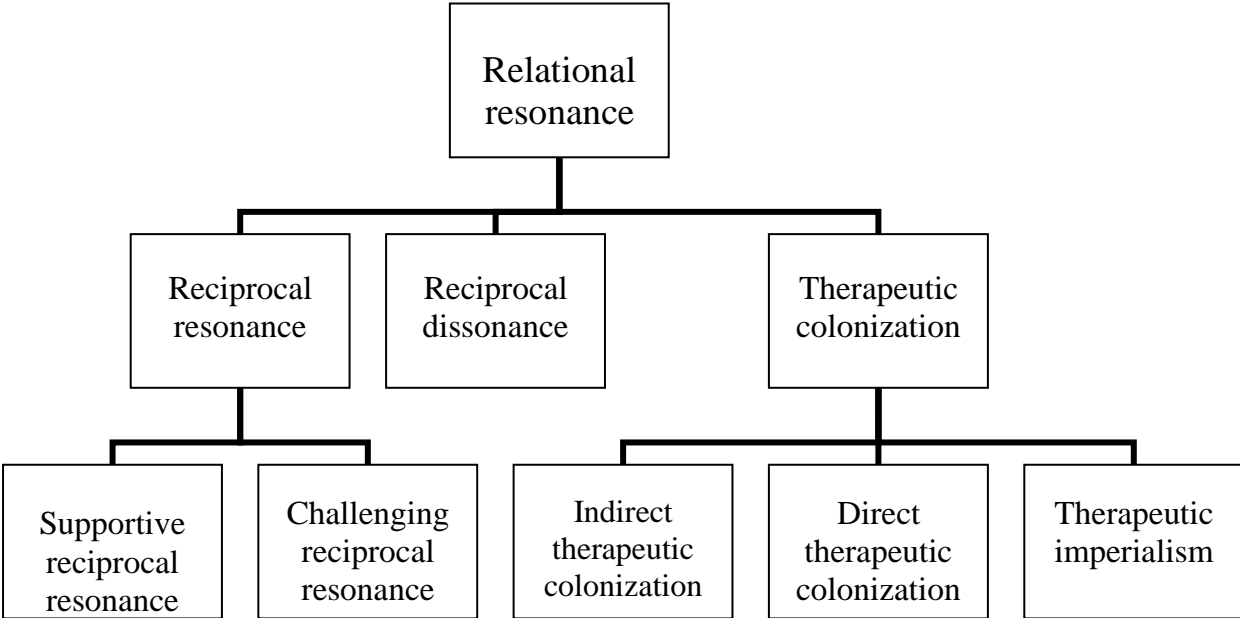 Relational
resonance
Reciprocal
resonance
Reciprocal
dissonance
Therapeutic
colonization
Supportive
reciprocal
resonance
Challenging
reciprocal
resonance
Indirect
therapeutic
colonization
Direct
therapeutic
colonization
Therapeutic
imperialism